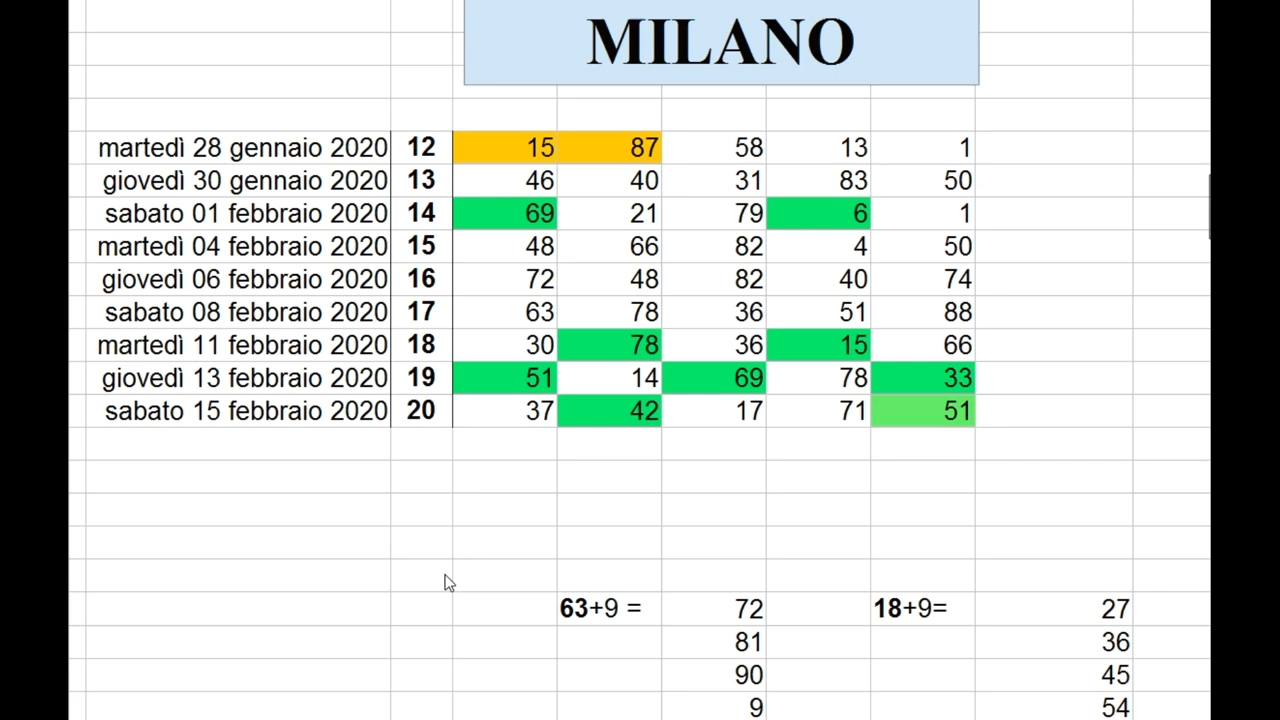 MILANO
martedì 28 gennaio 2020 12 15 87 58 13 1
giovedì 30 gennaio 2020 13 46 40 31 83 50
sabato 01 febbraio 2020 14 69 21 79 6 1
martedì 04 febbraio 2020 15 48 66 82 4 50
giovedì 06 febbraio 2020 16 72 48 82 40 74
sabato 08 febbraio 2020 17 63 78 36 51 88
martedì 11 febbraio 2020 18 30 78 36 15 66
giovedì 13 febbraio 2020 19 51 14 69 78 33
sabato 15 febbraio 2020 20 37 42 17 71 51
63+9 = 72 18+9= 27
81 36
90 45
9 54